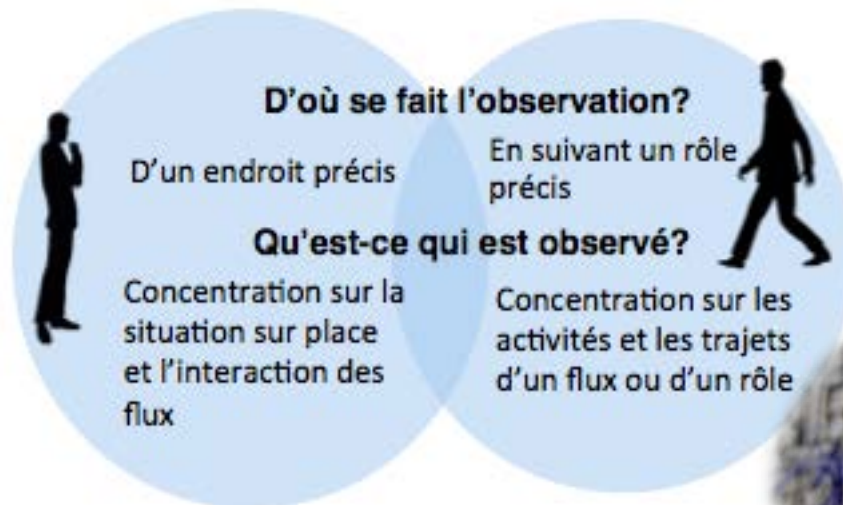 D'où se fait l'observation?
D'un endroit précis
En suivant un rôle
précis
Qu'est-ce qui est observé?
Concentration sur la
situation sur place
et l'interaction des
flux
Concentration sur les
activités et les trajets
d'un flux ou d'un rôle